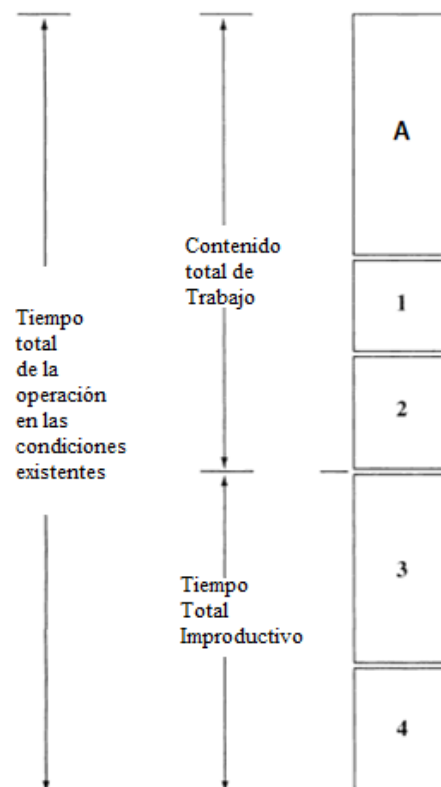 A
Contenido
total de
Trabajo
1
Tiempo
total
de la
operación
en las
condiciones
existentes
2
3
Tiempo
Total
Improductivo
4